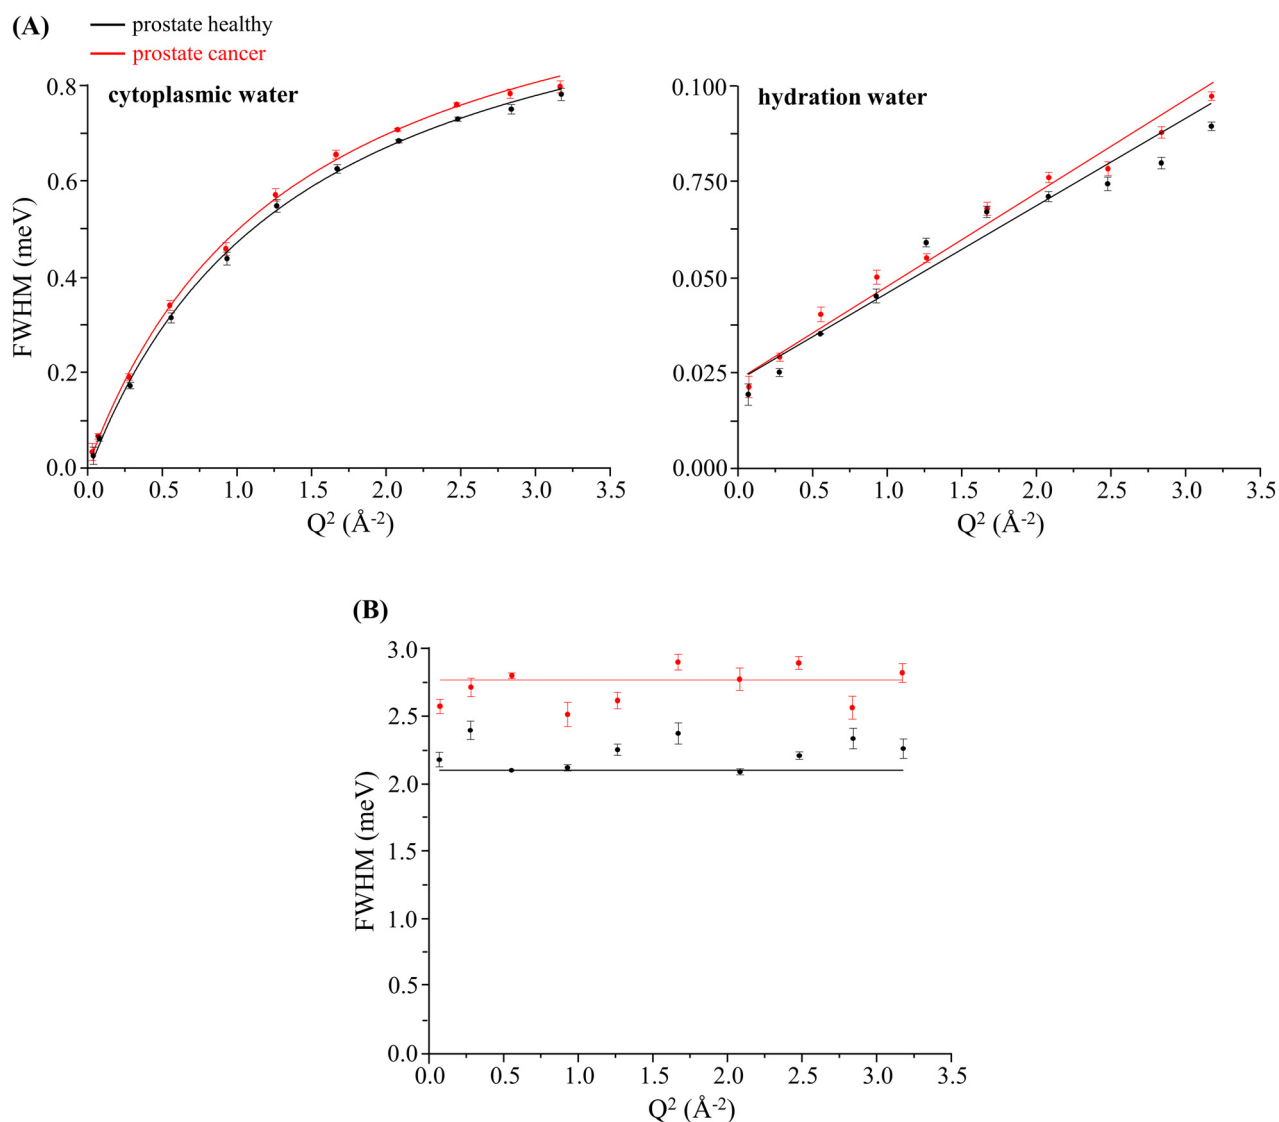 (A)
prostate healthy
prostate cancer
cytoplasmic water
0.8
0.6
0.4
0.2
0.0
FWHM (meV)
0.0 0.5 1.0 1.5 2.0 2.5 3.0 3.5
Q² (Å⁻²)
hydration water
0.100
0.750
0.050
0.025
0.000
0.0 0.5 1.0 1.5 2.0 2.5 3.0 3.5
Q² (Å⁻²)
(B)
3.0
2.5
2.0
1.5
1.0
0.5
0.0
FWHM (meV)
0.0 0.5 1.0 1.5 2.0 2.5 3.0 3.5
Q² (Å⁻²)